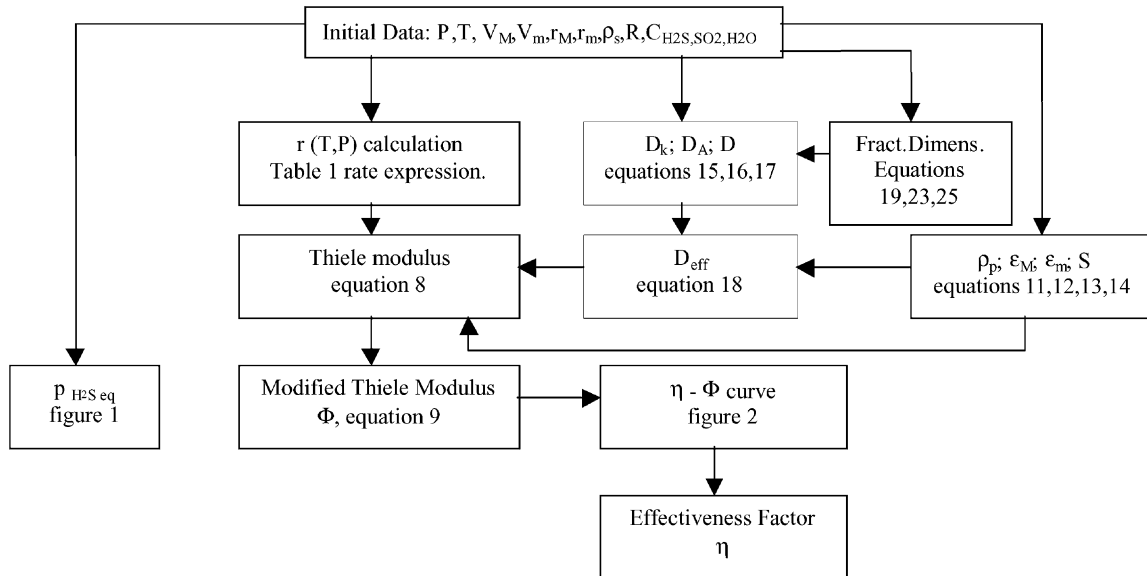 Initial Data: P,T, V_M,V_m,r_M,r_m,ρ_s,R,C_H2S,SO2,H2O
r (T,P) calculation
Table 1 rate expression.
D_k; D_A; D
equations 15,16,17
Fract.Dimens.
Equations
19,23,25
Thiele modulus
equation 8
D_eff
equation 18
ρ_p; ε_M; ε_m; S
equations 11,12,13,14
p H2S eq
figure 1
Modified Thiele Modulus
Φ, equation 9
η - Φ curve
figure 2
Effectiveness Factor
η